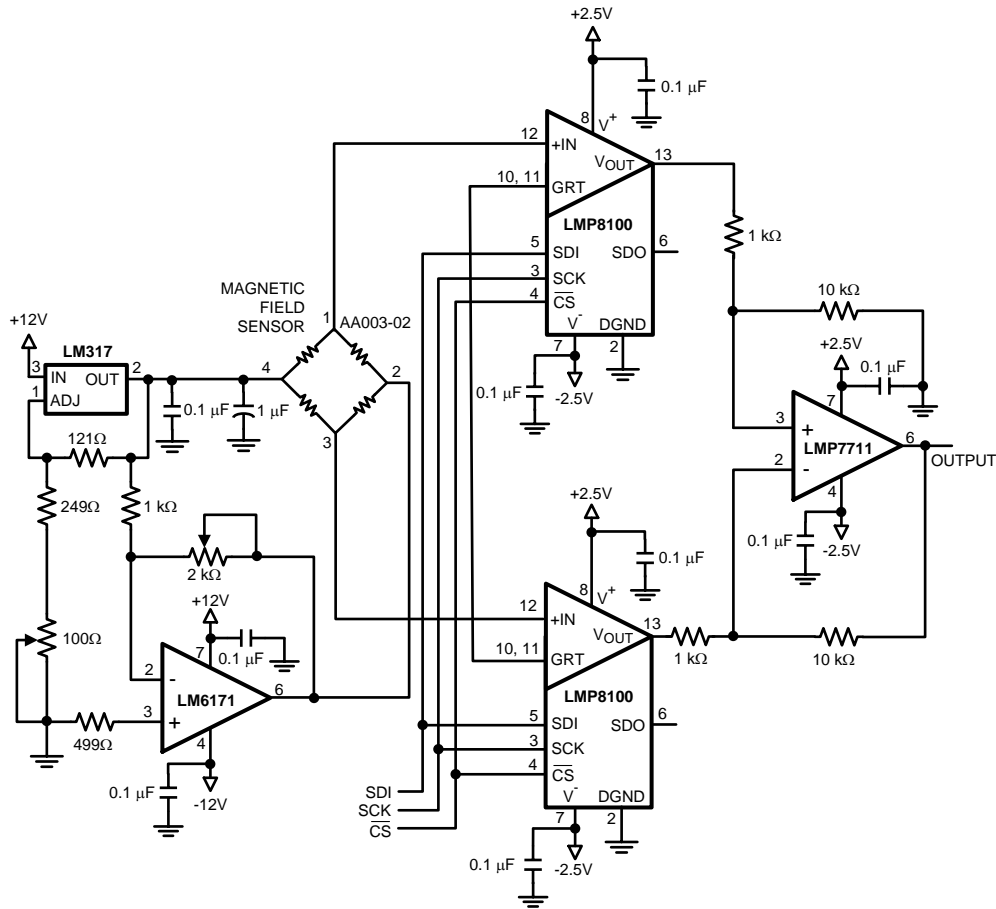 +2.5V
0.1 µF
8
V+
12
+IN
VOUT
13
10, 11
GRT
LMP8100
5
SDI
SDO
6
3
SCK
4
CS
V-
DGND
7
2
0.1 µF
-2.5V
1 kΩ
10 kΩ
+2.5V
0.1 µF
7
3
+
LMP7711
6
OUTPUT
2
-
4
0.1 µF
-2.5V
MAGNETIC
FIELD
SENSOR
1
AA003-02
4
2
3
+12V
LM317
3
IN
OUT
2
1
ADJ
0.1 µF
1 µF
121Ω
249Ω
1 kΩ
2 kΩ
+12V
100Ω
7
0.1 µF
2
-
LM6171
6
3
+
499Ω
4
0.1 µF
-12V
+2.5V
0.1 µF
8
V+
12
+IN
VOUT
13
10, 11
GRT
1 kΩ
10 kΩ
LMP8100
5
SDI
SDO
6
3
SCK
4
CS
V-
DGND
7
2
0.1 µF
-2.5V
SDI
SCK
CS